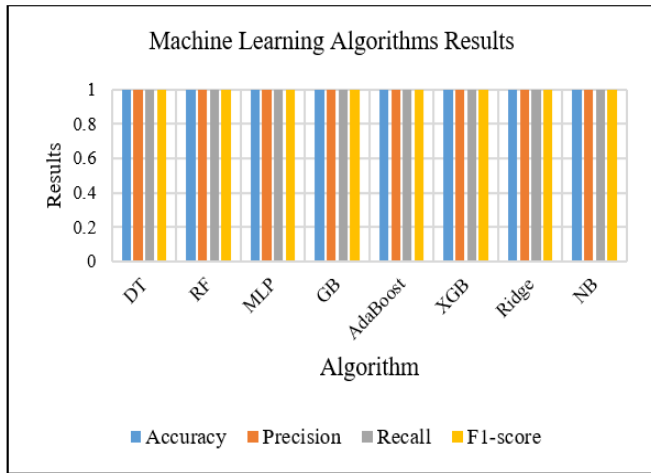 Machine Learning Algorithms Results
1
0.8
0.6
0.4
0.2
0
Results
DT
RF
MLP
GB
AdaBoost
XGB
Ridge
NB
Algorithm
Accuracy Precision Recall F1-score